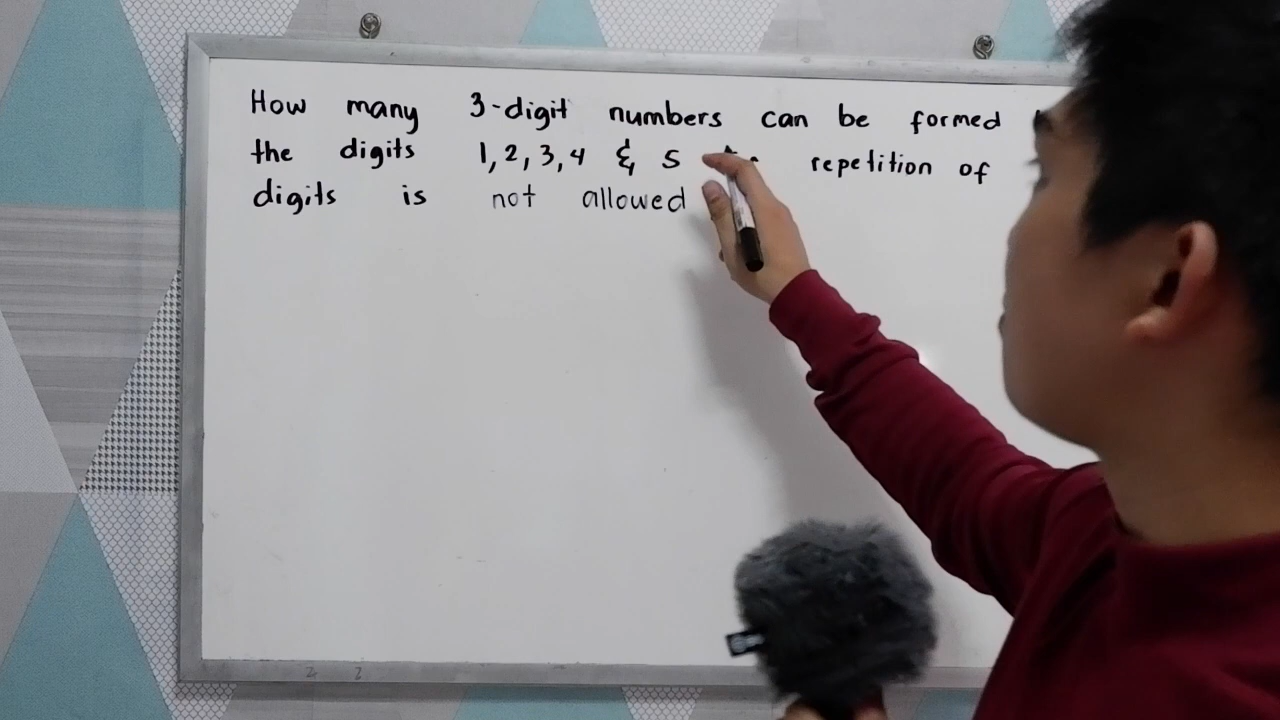 How many 3-digit numbers can be formed
the digits 1, 2, 3, 4 & 5 repetition of
digits is not allowed